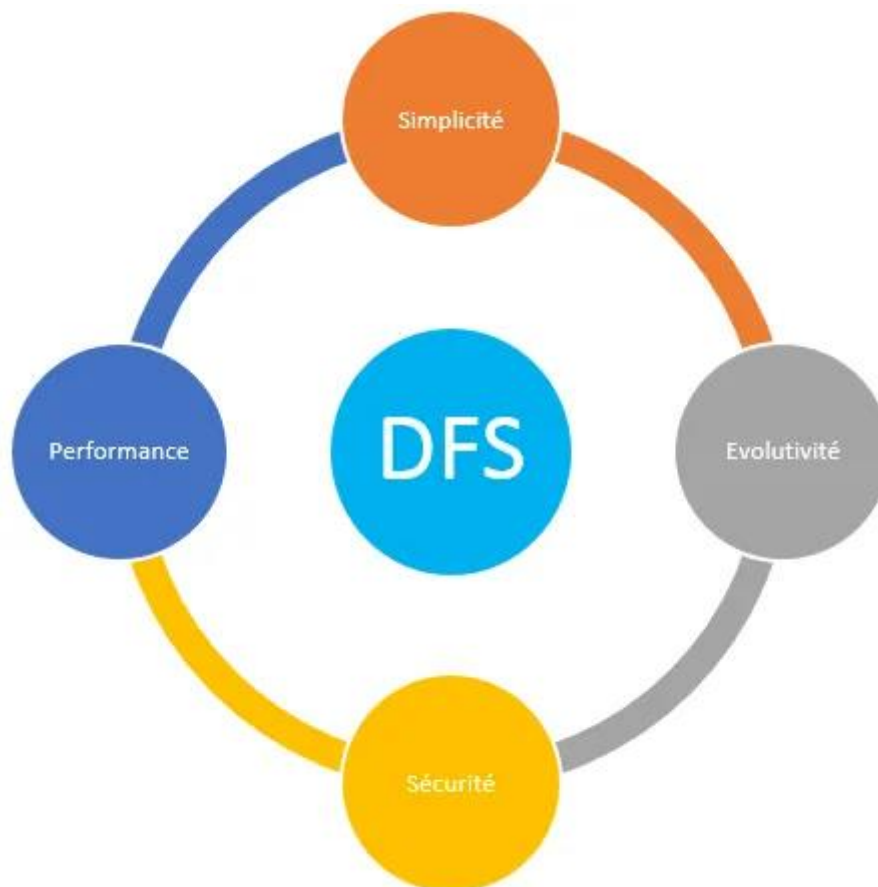 Simplicité
Performance
DFS
Evolutivité
Sécurité